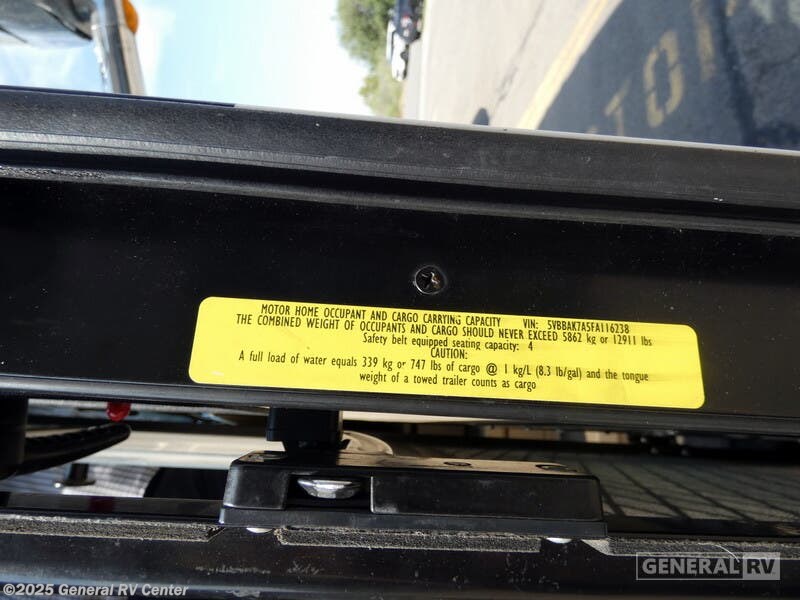 MOTOR HOME OCCUPANT AND CARGO CARRYING CAPACITY VIN: 5VBBAK7A5FA116238
THE COMBINED WEIGHT OF OCCUPANTS AND CARGO SHOULD NEVER EXCEED 5862 kg or 12911 lbs
Safety belt equipped seating capacity: 4
CAUTION:
A full load of water equals 339 kg or 747 lbs of cargo @ 1 kg/L (8.3 lb/gal) and the tongue
weight of a towed trailer counts as cargo
GENERAL RV
©2025 General RV Center